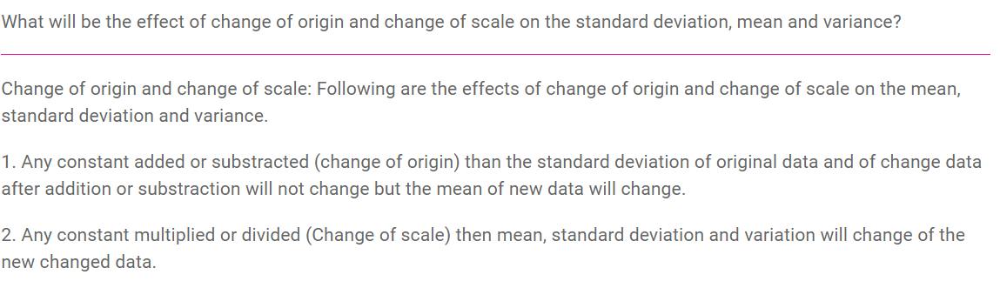 What will be the effect of change of origin and change of scale on the standard deviation, mean and variance?
Change of origin and change of scale: Following are the effects of change of origin and change of scale on the mean,
standard deviation and variance.
1. Any constant added or substracted (change of origin) than the standard deviation of original data and of change data
after addition or substraction will not change but the mean of new data will change.
2. Any constant multiplied or divided (Change of scale) then mean, standard deviation and variation will change of the
new changed data.